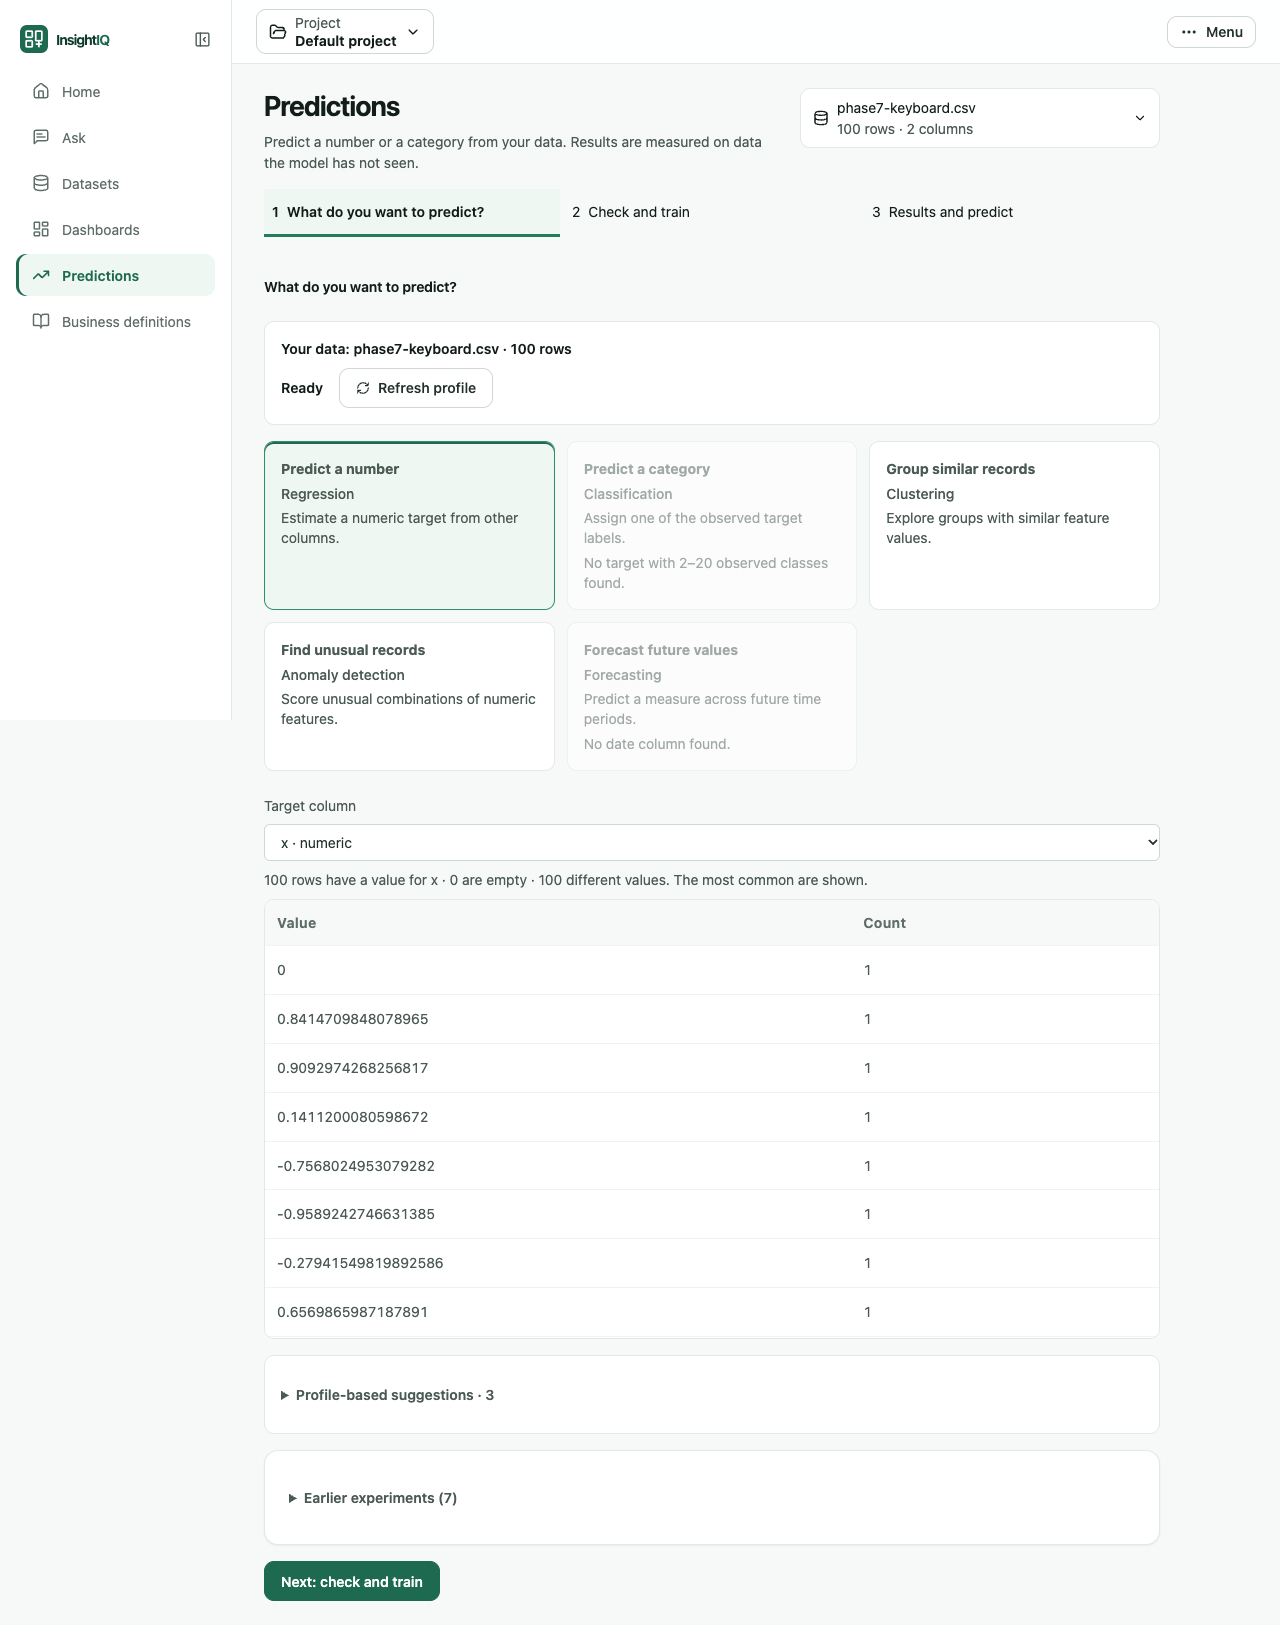 InsightIQ
Home
Ask
Datasets
Dashboards
Predictions
Business definitions
Project
Default project
Menu
Predictions
Predict a number or a category from your data. Results are measured on data
the model has not seen.
phase7-keyboard.csv
100 rows · 2 columns
1 What do you want to predict?
2 Check and train
3 Results and predict
What do you want to predict?
Your data: phase7-keyboard.csv · 100 rows
Ready
Refresh profile
Predict a number
Regression
Estimate a numeric target from other
columns.
Predict a category
Classification
Assign one of the observed target
labels.
No target with 2–20 observed classes
found.
Group similar records
Clustering
Explore groups with similar feature
values.
Find unusual records
Anomaly detection
Score unusual combinations of numeric
features.
Forecast future values
Forecasting
Predict a measure across future time
periods.
No date column found.
Target column
x · numeric
100 rows have a value for x · 0 are empty · 100 different values. The most common are shown.
Value Count
0 1
0.8414709848078965 1
0.9092974268256817 1
0.1411200080598672 1
-0.7568024953079282 1
-0.9589242746631385 1
-0.27941549819892586 1
0.6569865987187891 1
Profile-based suggestions · 3
Earlier experiments (7)
Next: check and train